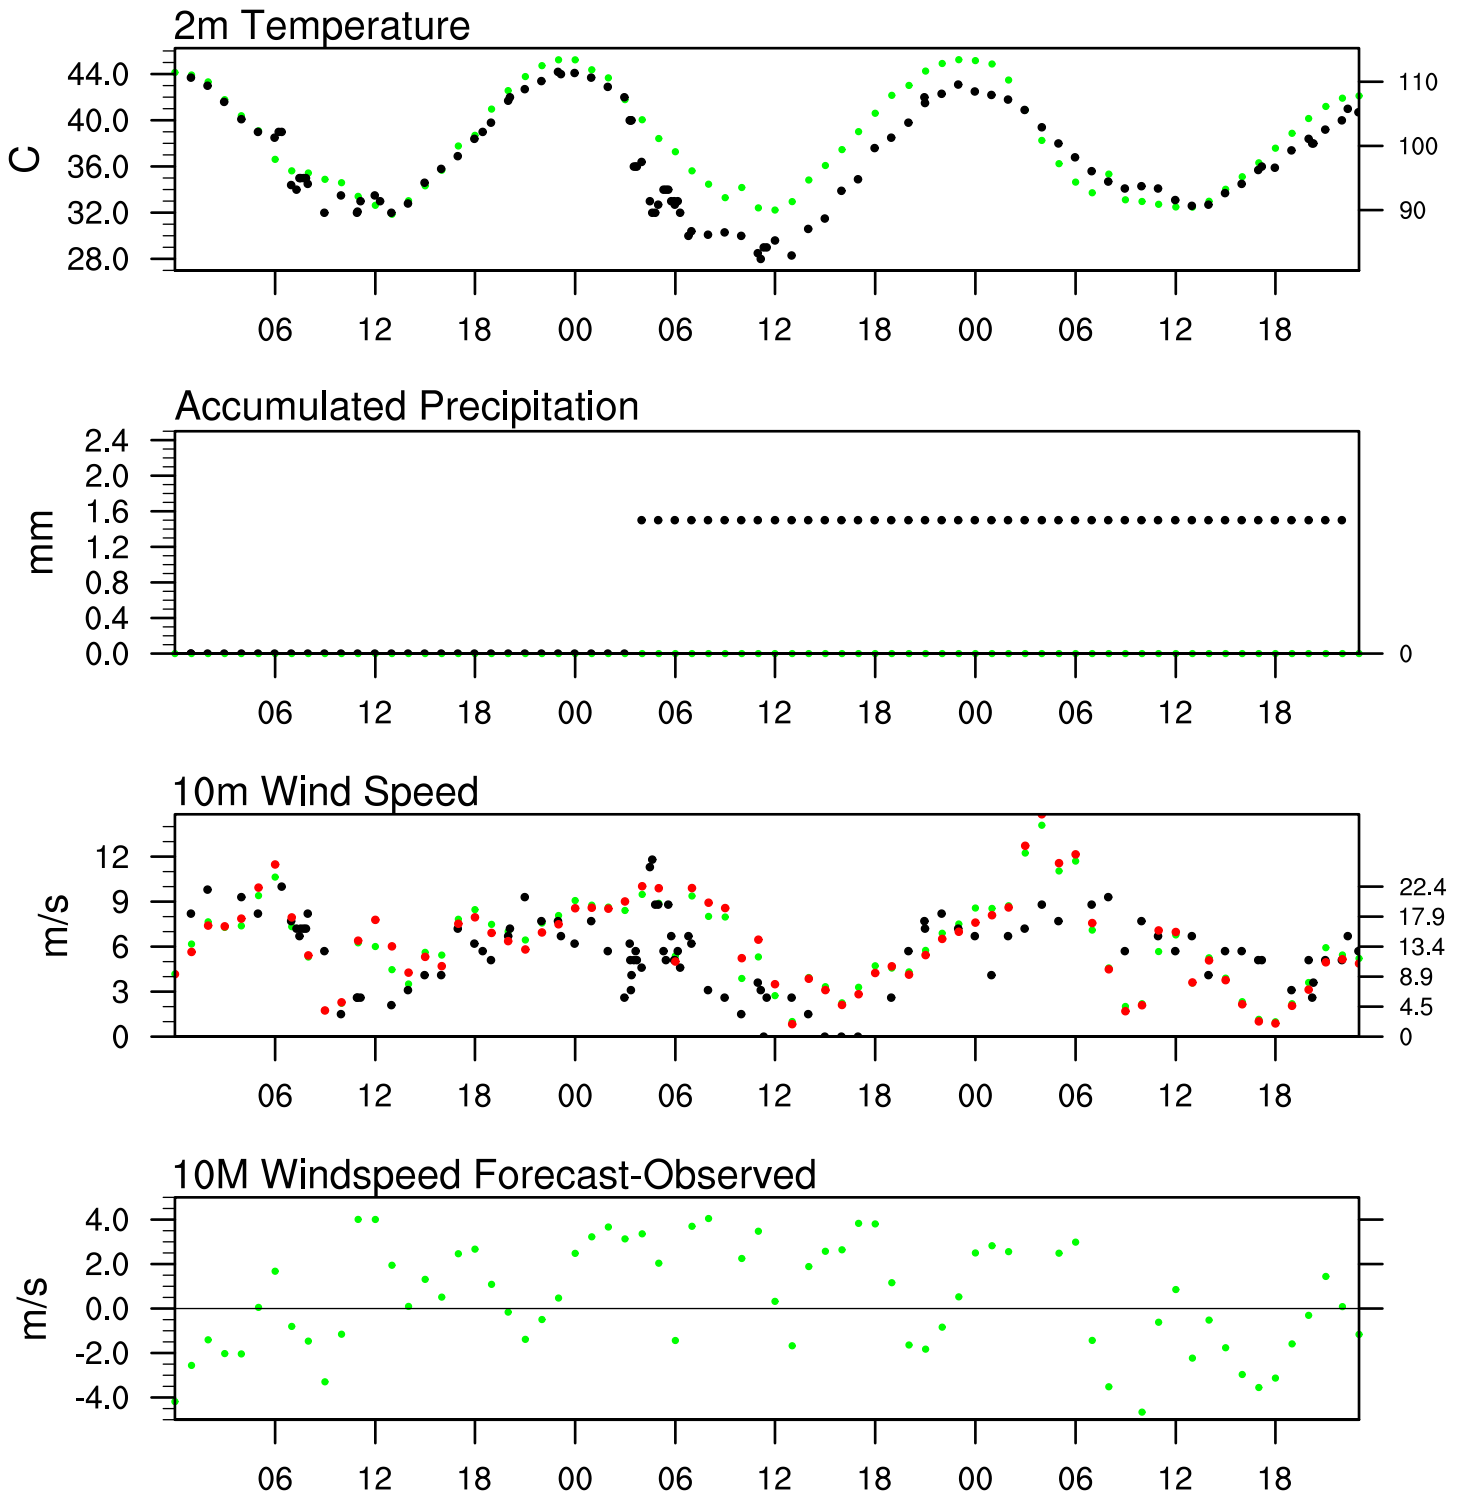 2m Temperature
44.0
40.0
36.0
32.0
28.0
C
110
100
90
06 12 18 00 06 12 18 00 06 12 18
Accumulated Precipitation
2.4
2.0
1.6
1.2
0.8
0.4
0.0
mm
0
06 12 18 00 06 12 18 00 06 12 18
10m Wind Speed
12
9
6
3
0
m/s
22.4
17.9
13.4
8.9
4.5
0
06 12 18 00 06 12 18 00 06 12 18
10M Windspeed Forecast-Observed
4.0
2.0
0.0
-2.0
-4.0
m/s
06 12 18 00 06 12 18 00 06 12 18